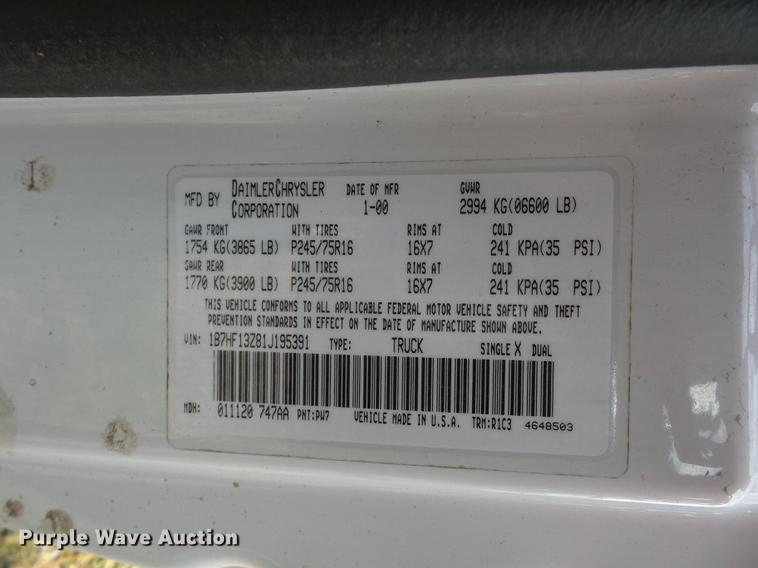 MFD BY DAIMLERCHRYSLER CORPORATION DATE OF MFR 1-00 GVWR 2994 KG(06600 LB)
GAWR FRONT WITH TIRES RIMS AT COLD
1754 KG(3865 LB) P245/75R16 16X7 241 KPA(35 PSI)
GAWR REAR WITH TIRES RIMS AT COLD
1770 KG(3900 LB) P245/75R16 16X7 241 KPA(35 PSI)
THIS VEHICLE CONFORMS TO ALL APPLICABLE FEDERAL MOTOR VEHICLE SAFETY AND THEFT
PREVENTION STANDARDS IN EFFECT ON THE DATE OF MANUFACTURE SHOWN ABOVE.
VIN: 1B7HF13Z81J195391 TYPE: TRUCK SINGLE X DUAL
MDH: 011120 747AA PNT:PW7 VEHICLE MADE IN U.S.A. TRM:R1C3 4648503
Purple Wave Auction